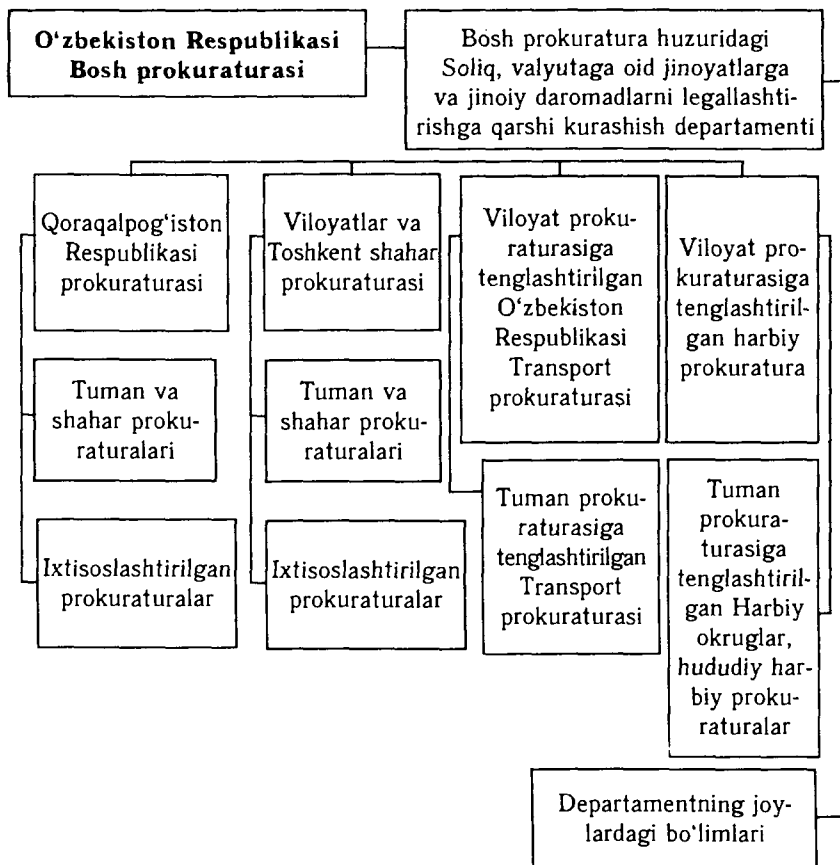 O‘zbekiston Respublikasi
Bosh prokuraturasi
Bosh prokuratura huzuridagi
Soliq, valyutaga oid jinoyatlarga
va jinoiy daromadlarni legallashti-
rishga qarshi kurashish departamenti
Qoraqalpog‘iston
Respublikasi
prokuraturasi
Tuman va
shahar proku-
raturalari
Ixtisoslashtirilgan
prokuraturalar
Viloyatlar va
Toshkent shahar
prokuraturasi
Tuman va
shahar proku-
raturalari
Ixtisoslashtirilgan
prokuraturalar
Viloyat proku-
raturasiga
tenglashtirilgan
O‘zbekiston
Respublikasi
Transport
prokuraturasi
Tuman proku-
raturasiga
tenglashtirilgan
Transport
prokuraturasi
Viloyat pro-
kuraturasiga
tenglashtiril-
gan harbiy
prokuratura
Tuman
prokura-
turasiga
tenglashtiril-
gan Harbiy
okruglar,
hududiy har-
biy proku-
raturalar
Departamentning joy-
lardagi bo‘limlari